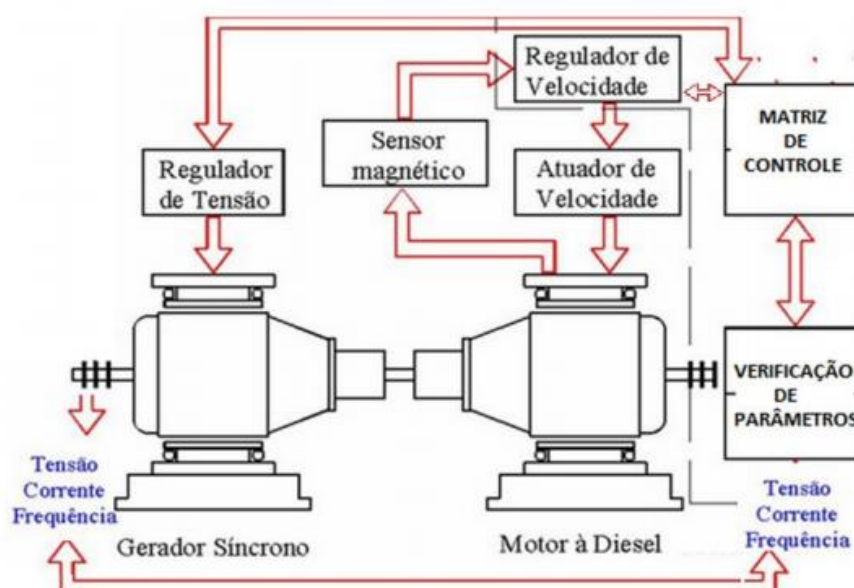 Regulador de
Velocidade
MATRIZ
DE
CONTROLE
Sensor
magnético
Regulador
de Tensão
Atuador de
Velocidade
VERIFICAÇÃO
DE
PARÂMETROS
Tensão
Corrente
Frequência
Tensão
Corrente
Frequência
Gerador Síncrono
Motor à Diesel